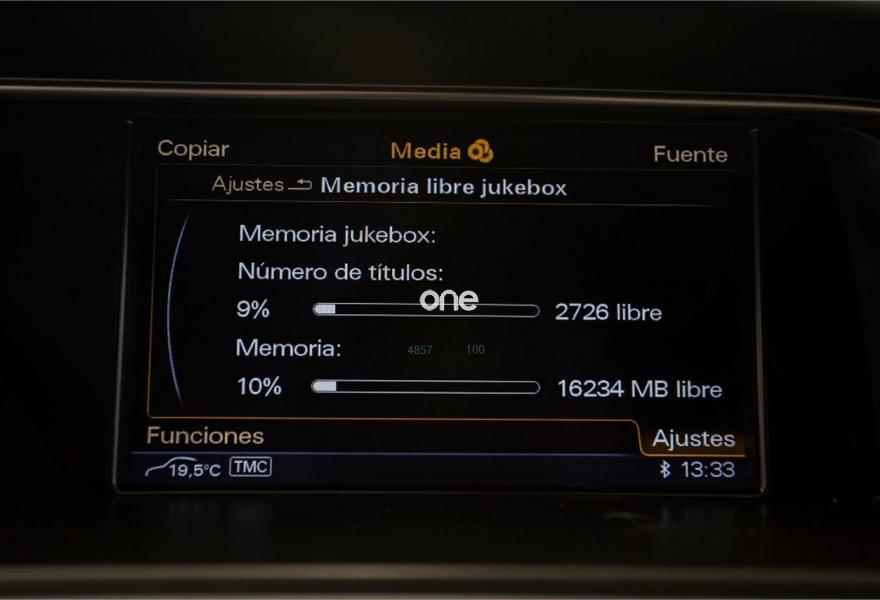 Copiar Media Fuente
Ajustes Memoria libre jukebox
Memoria jukebox:
Número de títulos:
one
9% 2726 libre
Memoria: 4857 100
10% 16234 MB libre
Funciones Ajustes
19,5°C TMC 13:33